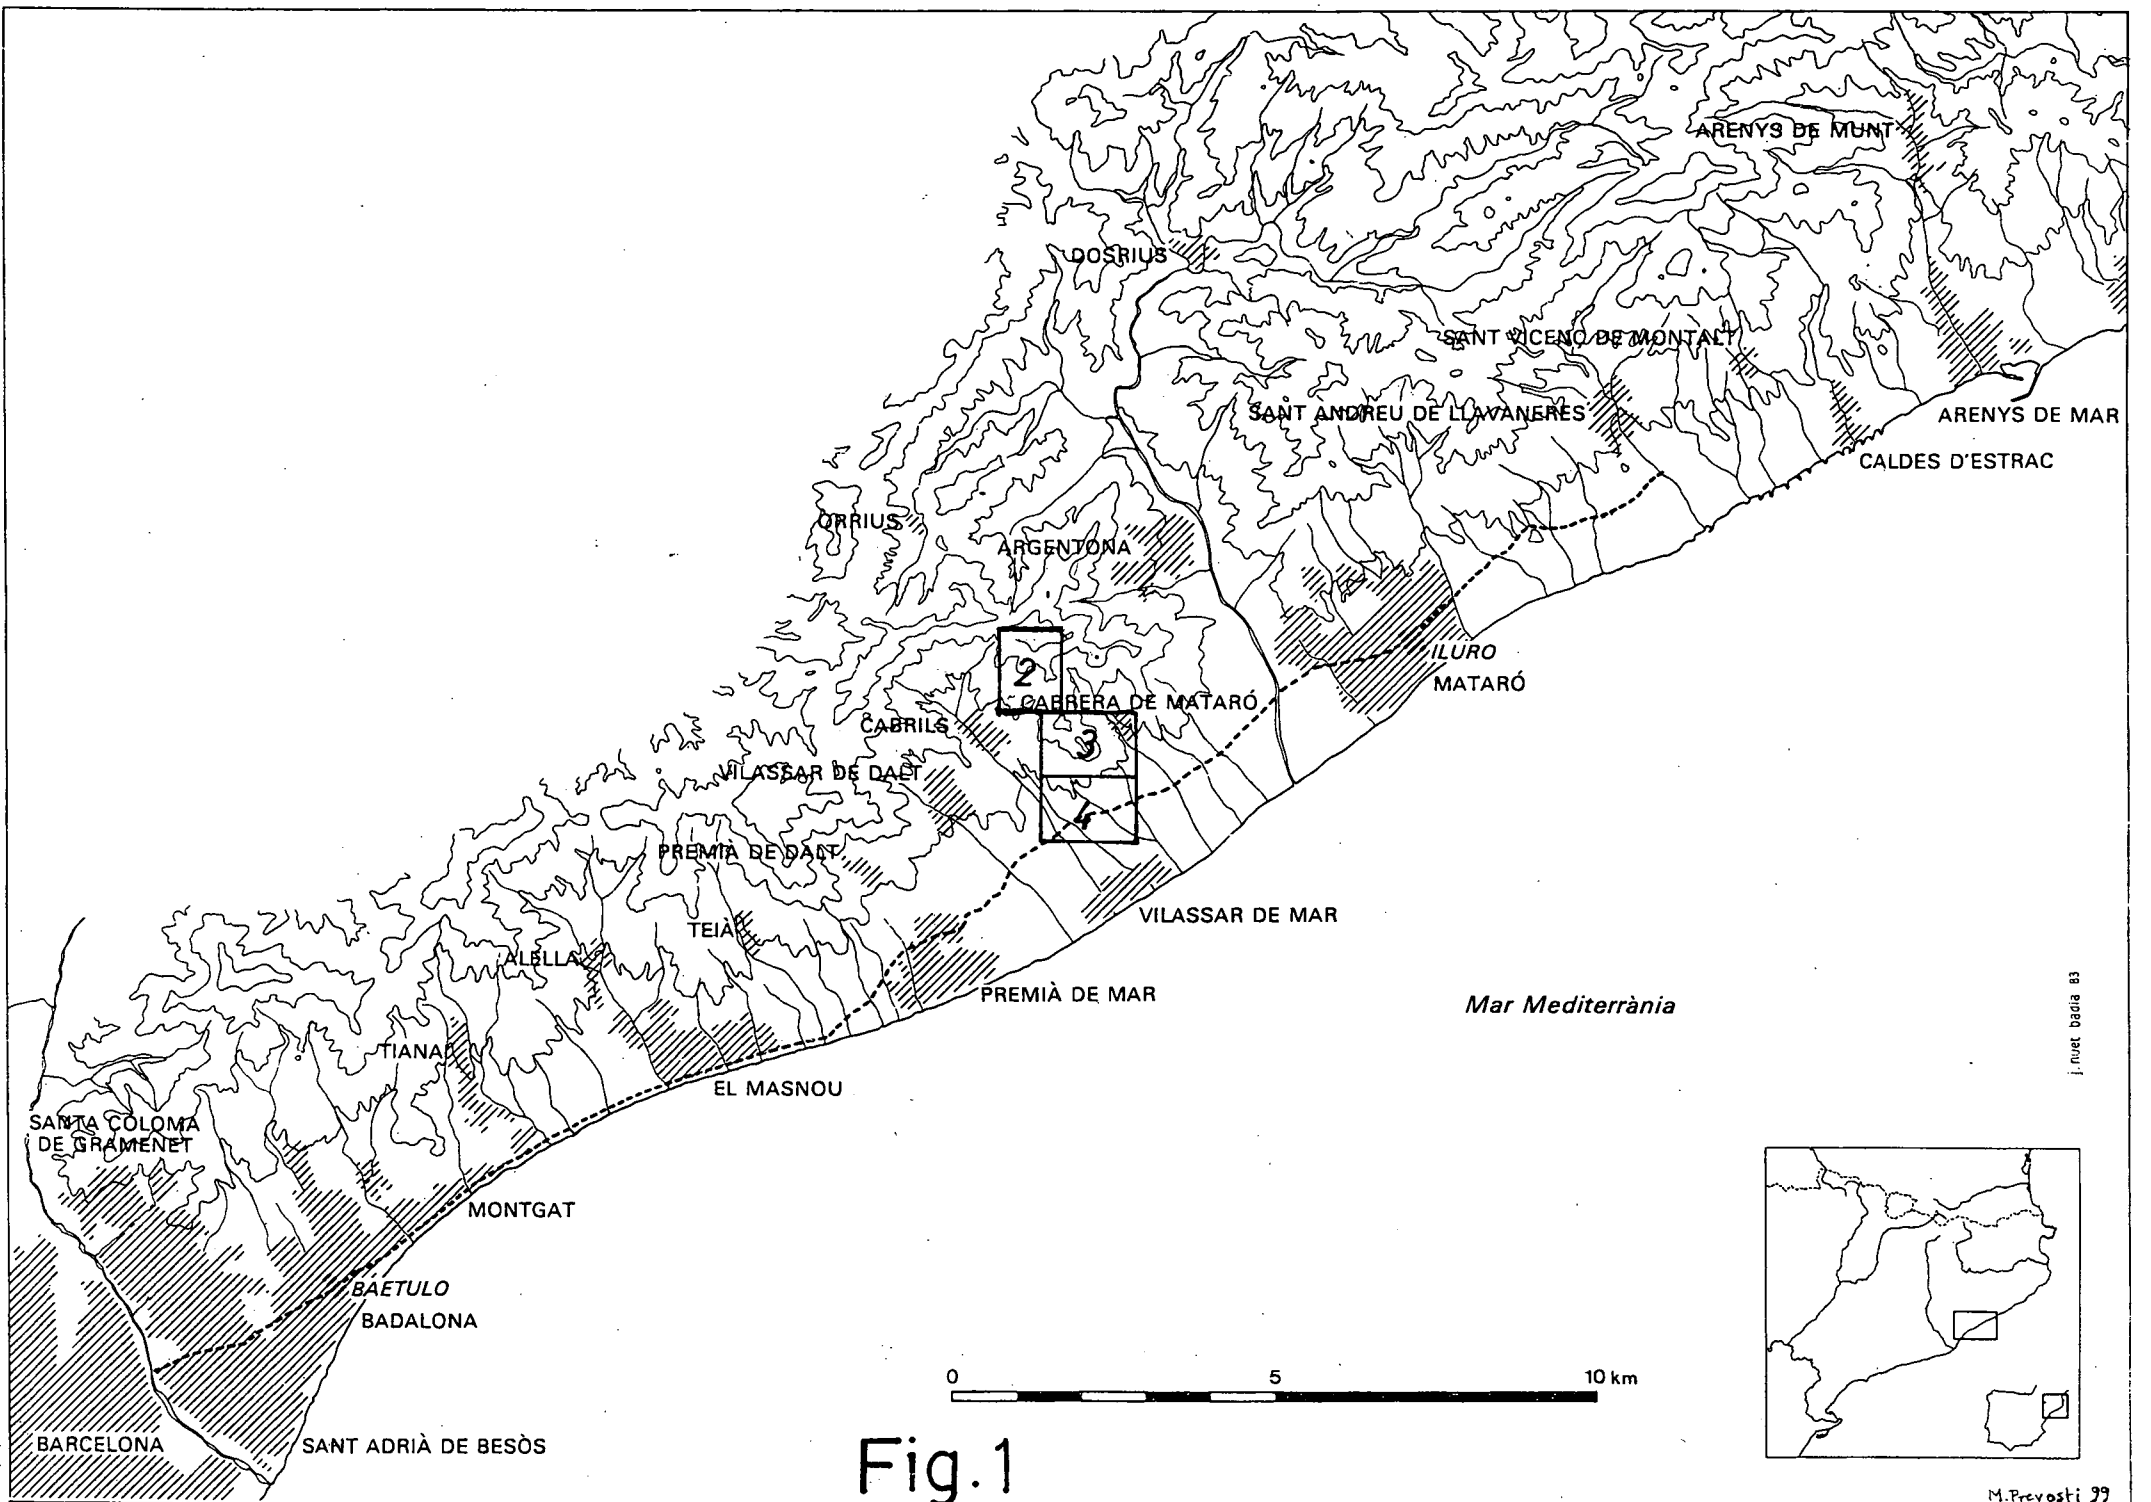 ARENYS DE MUNT
DOSRIUS
SANT VICENÇ DE MONTALT
SANT ANDREU DE LLAVANERES
ARENYS DE MAR
CALDES D'ESTRAC
ÒRRIUS
ARGENTONA
ILURO
MATARÓ
2
CABRERA DE MATARÓ
CABRILS
3
VILASSAR DE DALT
4
PREMIÀ DE DALT
VILASSAR DE MAR
TEIÀ
ALELLA
PREMIÀ DE MAR
Mar Mediterrània
j. nuet badia 83
TIANA
EL MASNOU
SANTA COLOMA
DE GRAMENET
MONTGAT
BAETULO
BADALONA
0 5 10 km
BARCELONA
SANT ADRIÀ DE BESÒS
Fig.1
M.Prevosti 99